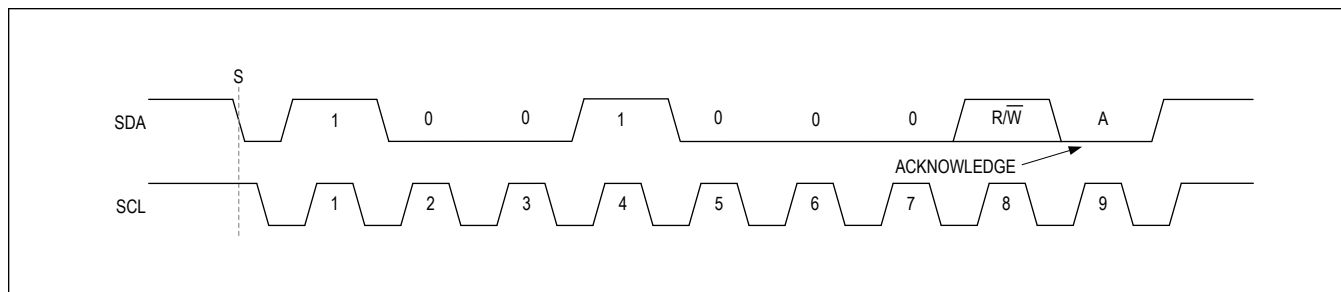 S
SDA 1 0 0 1 0 0 0 R/W̅ A
ACKNOWLEDGE
SCL 1 2 3 4 5 6 7 8 9